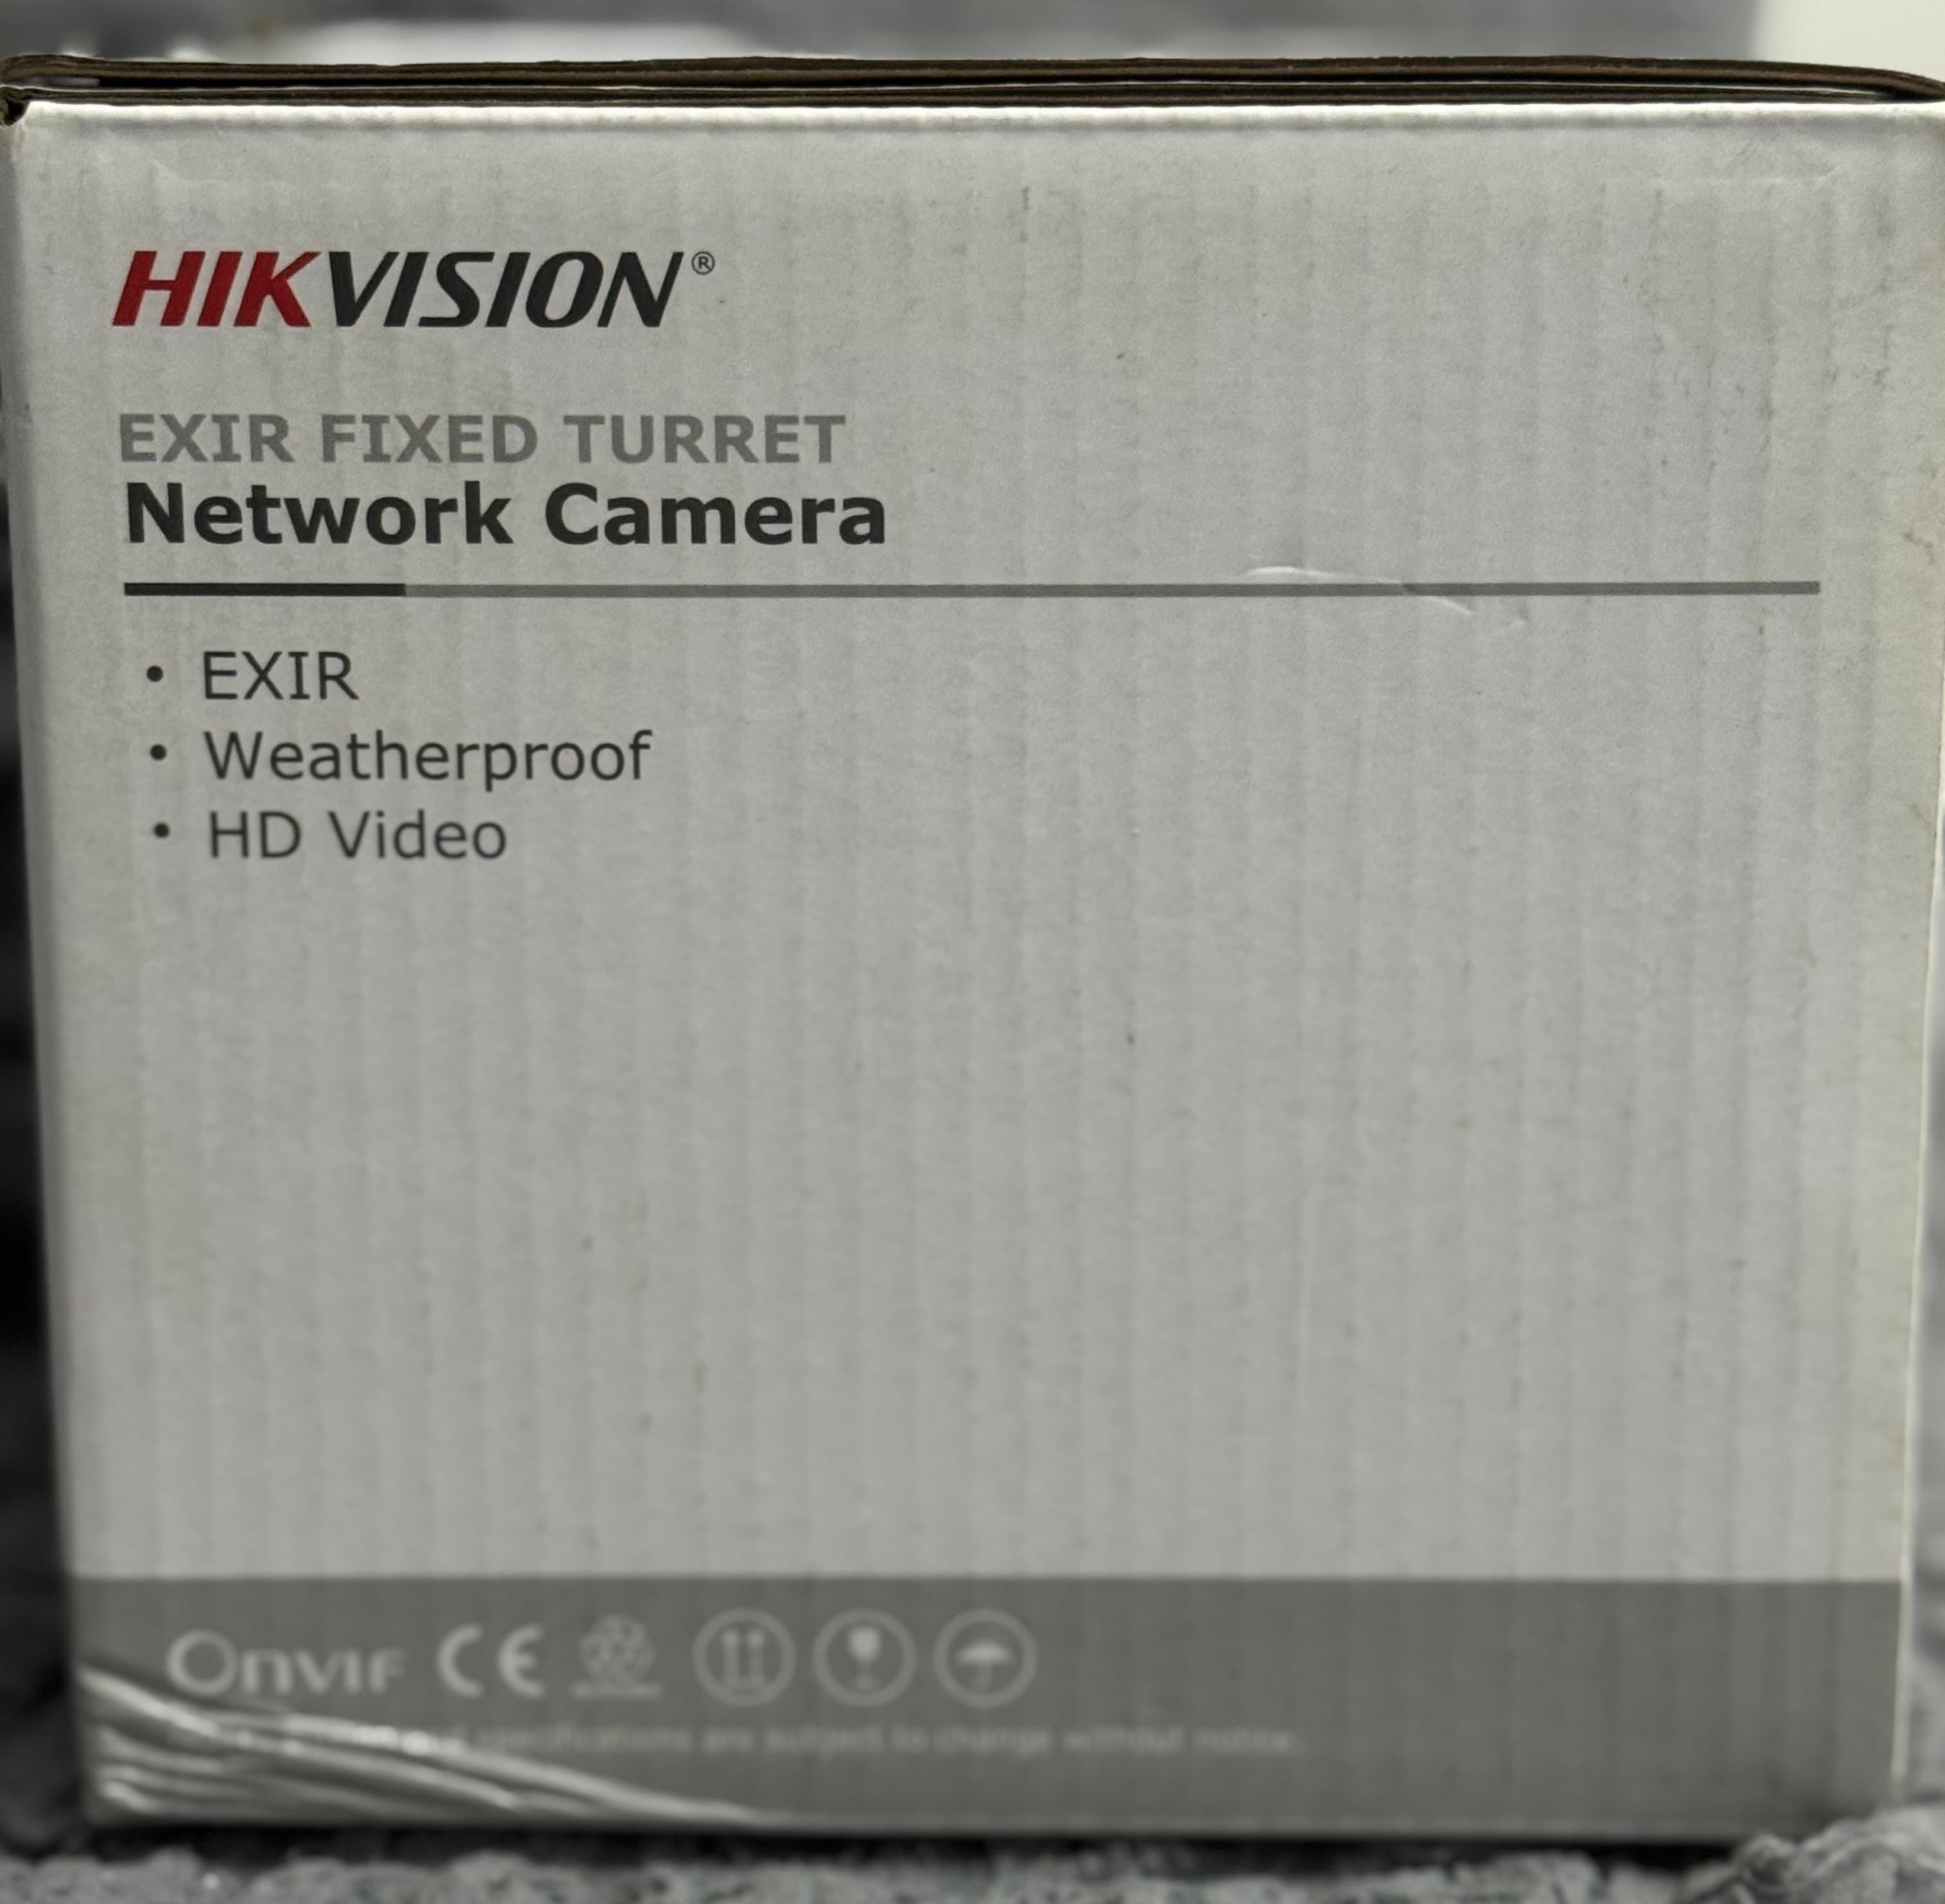 HIKVISION®
EXIR FIXED TURRET
Network Camera
• EXIR
• Weatherproof
• HD Video
Onvif CE
specifications are subject to change without notice.